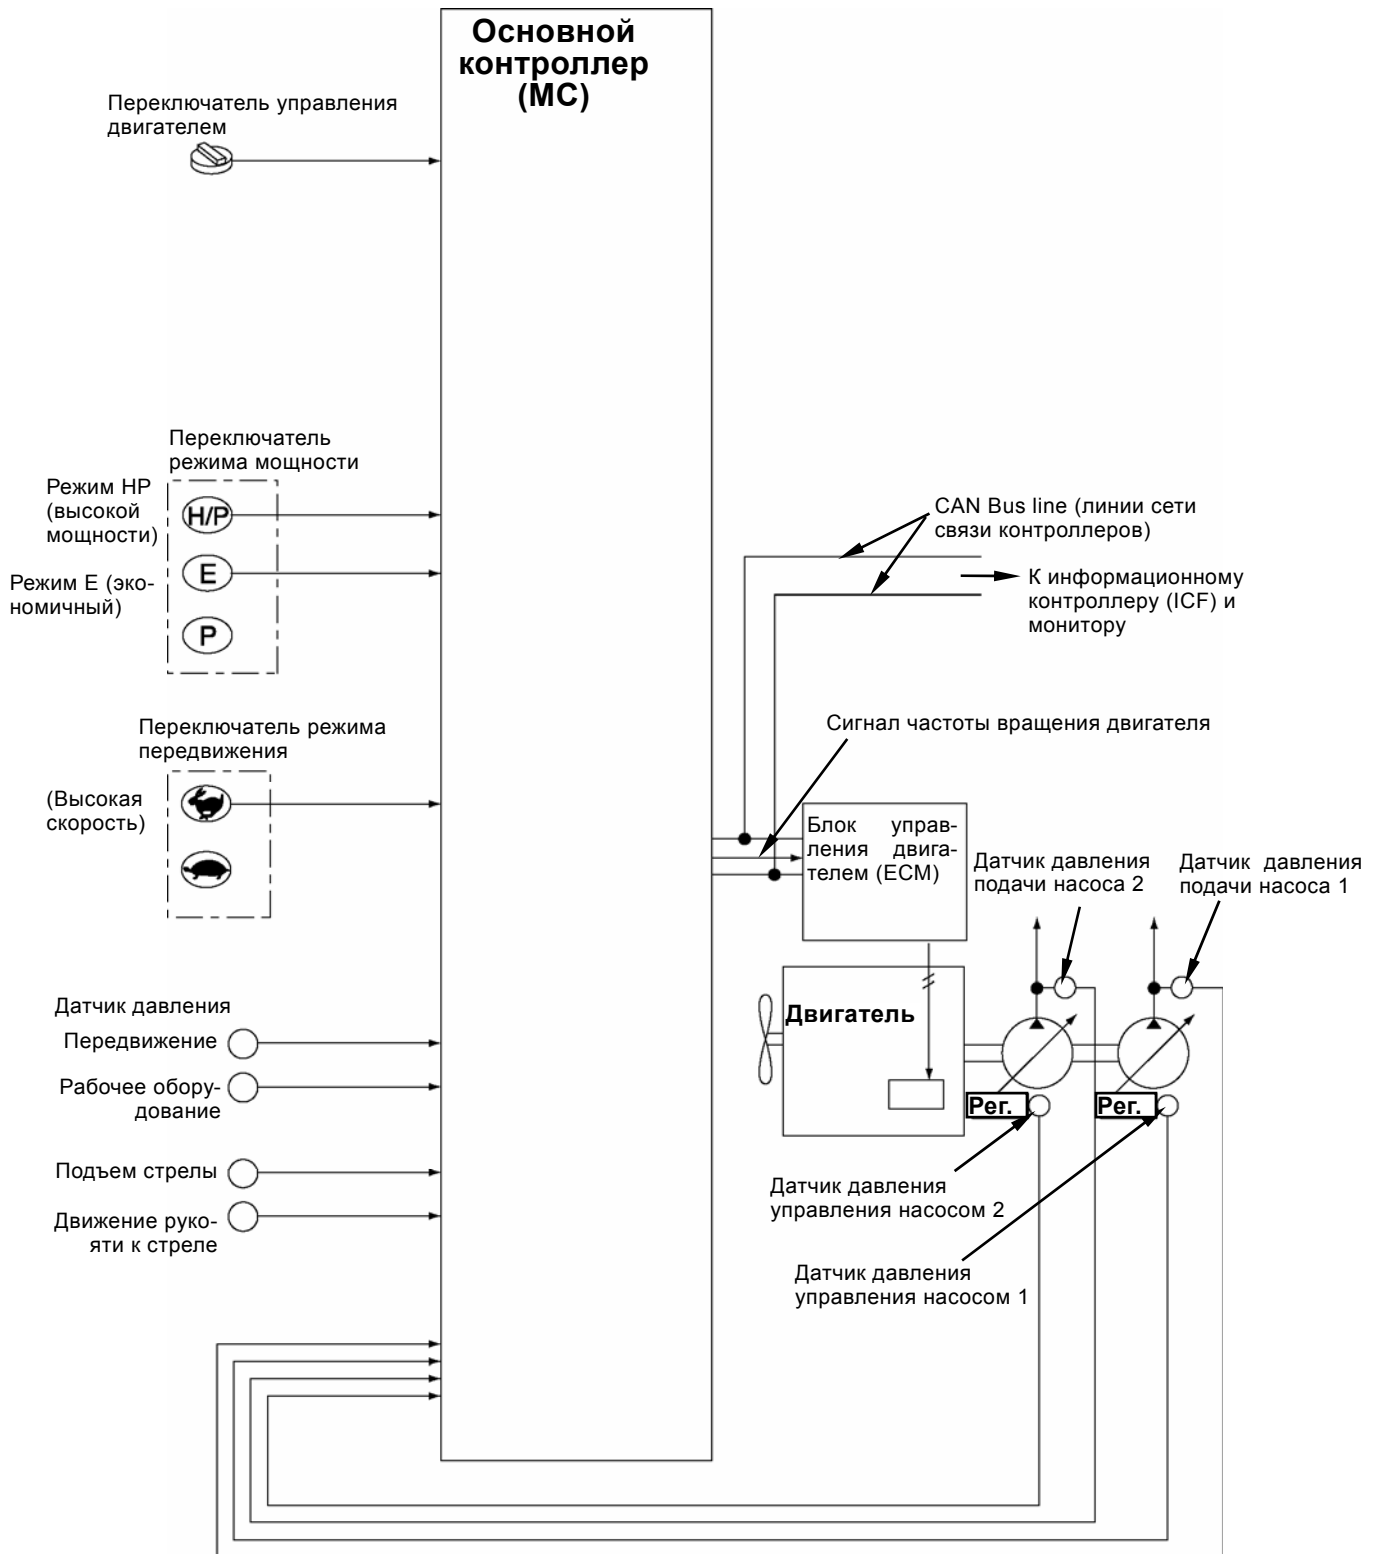 Основной
контроллер
(MC)
Переключатель управления
двигателем
Переключатель
режима мощности
Режим HP
(высокой
мощности)
H/P
Режим E (эко-
номичный)
E
P
CAN Bus line (линии сети
связи контроллеров)
К информационному
контроллеру (ICF) и
монитору
Переключатель режима
передвижения
(Высокая
скорость)
Сигнал частоты вращения двигателя
Блок управ-
ления двига-
телем (ECM)
Датчик давления
подачи насоса 2
Датчик давления
подачи насоса 1
Двигатель
Рег.
Рег.
Датчик давления
Передвижение
Рабочее обору-
дование
Подъем стрелы
Движение руко-
яти к стреле
Датчик давления
управления насосом 2
Датчик давления
управления насосом 1